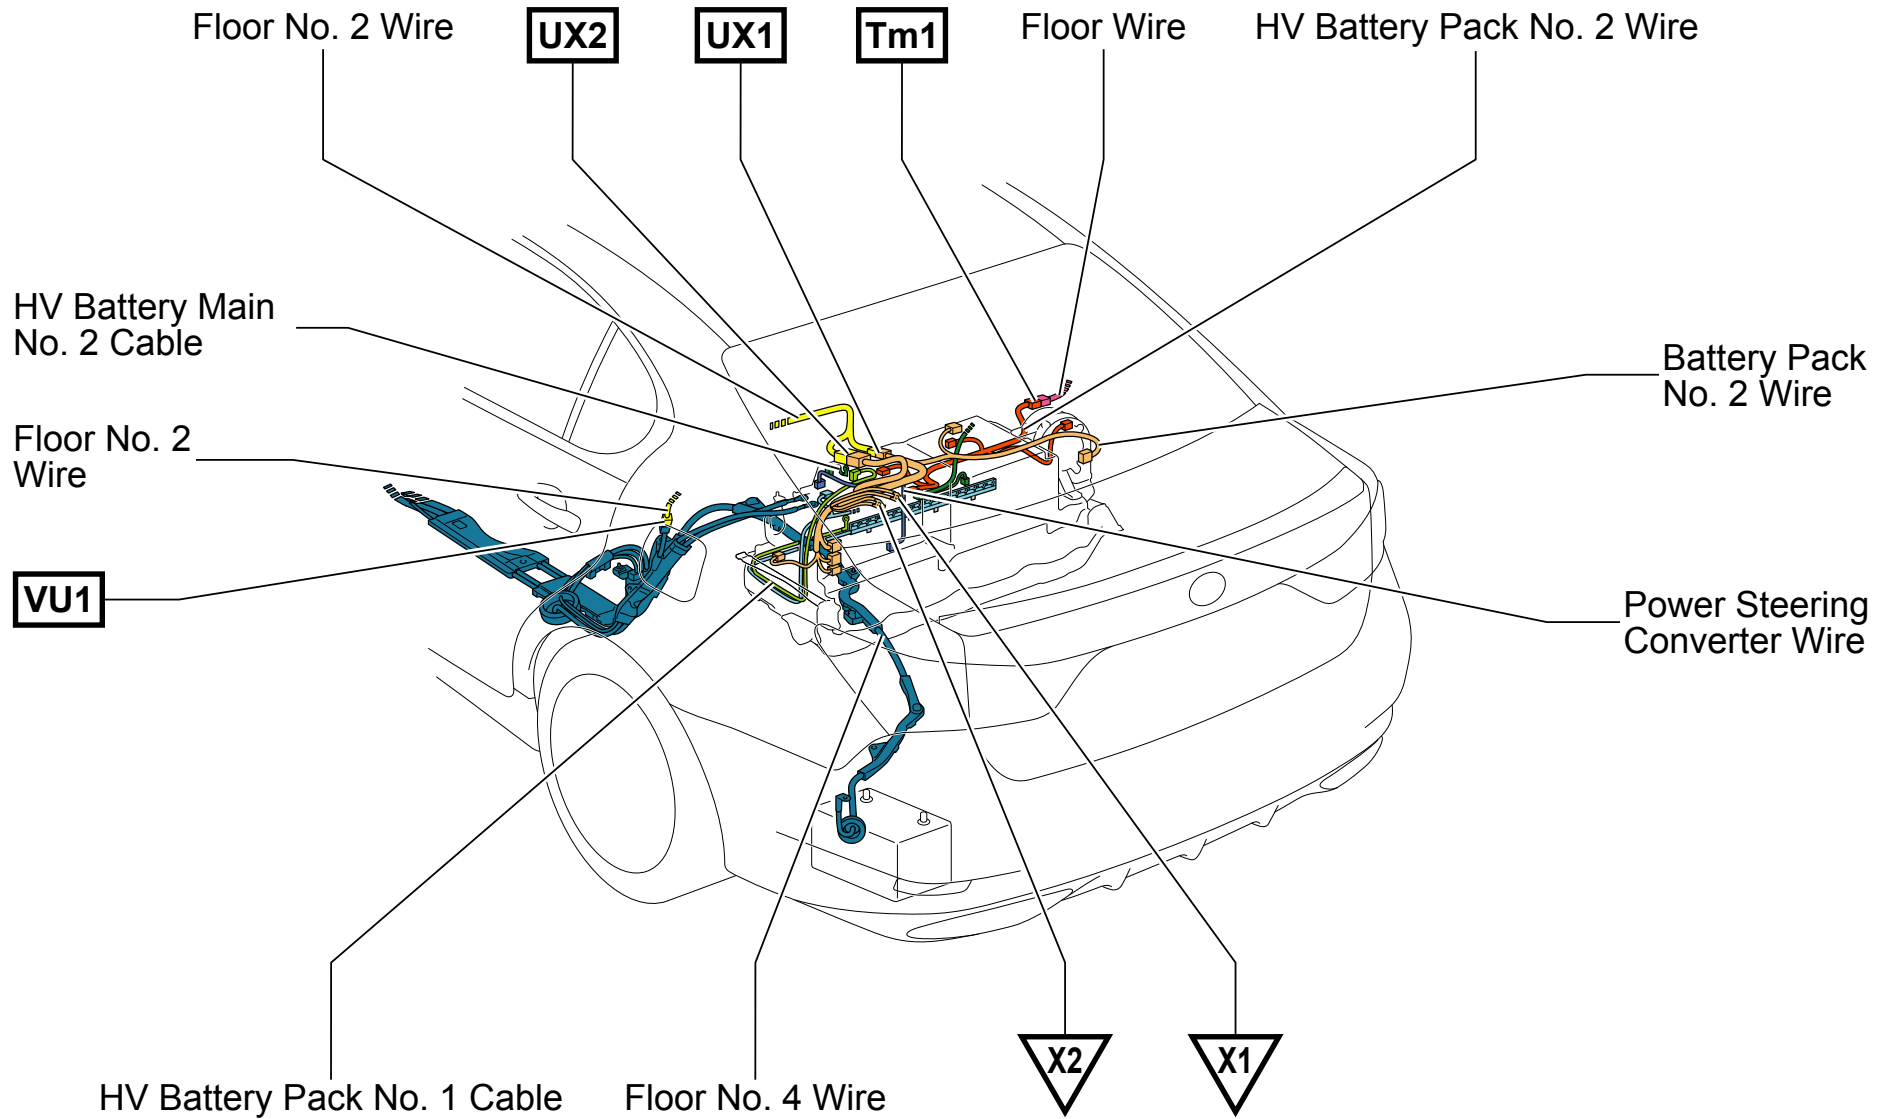 Floor No. 2 Wire
UX2
UX1
Tm1
Floor Wire
HV Battery Pack No. 2 Wire
HV Battery Main
No. 2 Cable
Battery Pack
No. 2 Wire
Floor No. 2
Wire
VU1
Power Steering
Converter Wire
X2
X1
HV Battery Pack No. 1 Cable
Floor No. 4 Wire